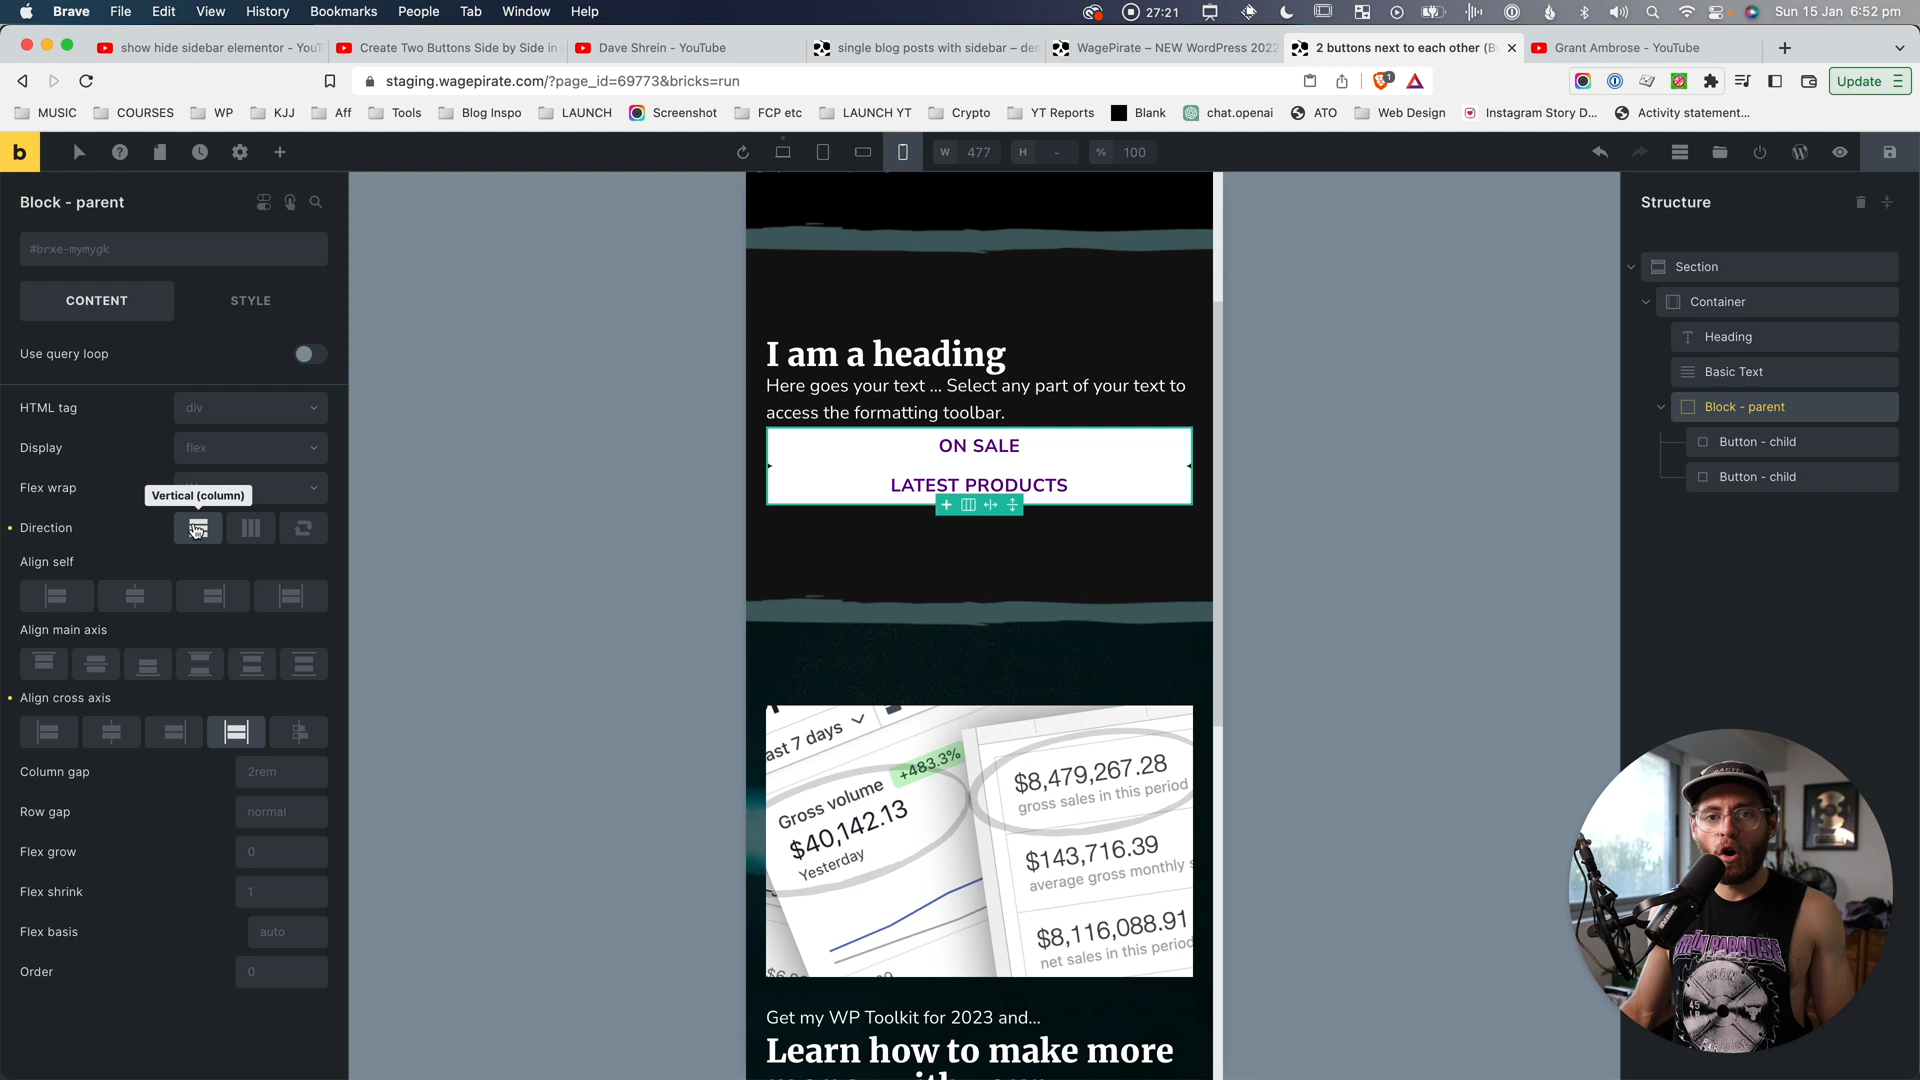 Brave File Edit View History Bookmarks People Tab Window Help
27:21
Sun 15 Jan 6:52 pm
show hide sidebar elementor - YouT
Create Two Buttons Side by Side in
Dave Shrein - YouTube
single blog posts with sidebar – der
WagePirate – NEW WordPress 2022
2 buttons next to each other (B
Grant Ambrose - YouTube
staging.wagepirate.com/?page_id=69773&bricks=run
1
Update
MUSIC
COURSES
WP
KJJ
Aff
Tools
Blog Inspo
LAUNCH
Screenshot
FCP etc
LAUNCH YT
Crypto
YT Reports
Blank
chat.openai
ATO
Web Design
Instagram Story D...
Activity statement...
b
W 477
H -
% 100
Block - parent
#brxe-mymygk
CONTENT
STYLE
Use query loop
HTML tag
div
Display
flex
Flex wrap
Vertical (column)
Direction
Align self
Align main axis
Align cross axis
Column gap
2rem
Row gap
normal
Flex grow
0
Flex shrink
1
Flex basis
auto
Order
0
I am a heading
Here goes your text ... Select any part of your text to
access the formatting toolbar.
ON SALE
LATEST PRODUCTS
ast 7 days
+483.3%
Gross volume
$40,142.13
Yesterday
$8,479,267.28
gross sales in this period
$143,716.39
average gross monthly s
$8,116,088.91
net sales in this period
Get my WP Toolkit for 2023 and...
Learn how to make more
Structure
Section
Container
Heading
Basic Text
Block - parent
Button - child
Button - child
IRON PARADISE